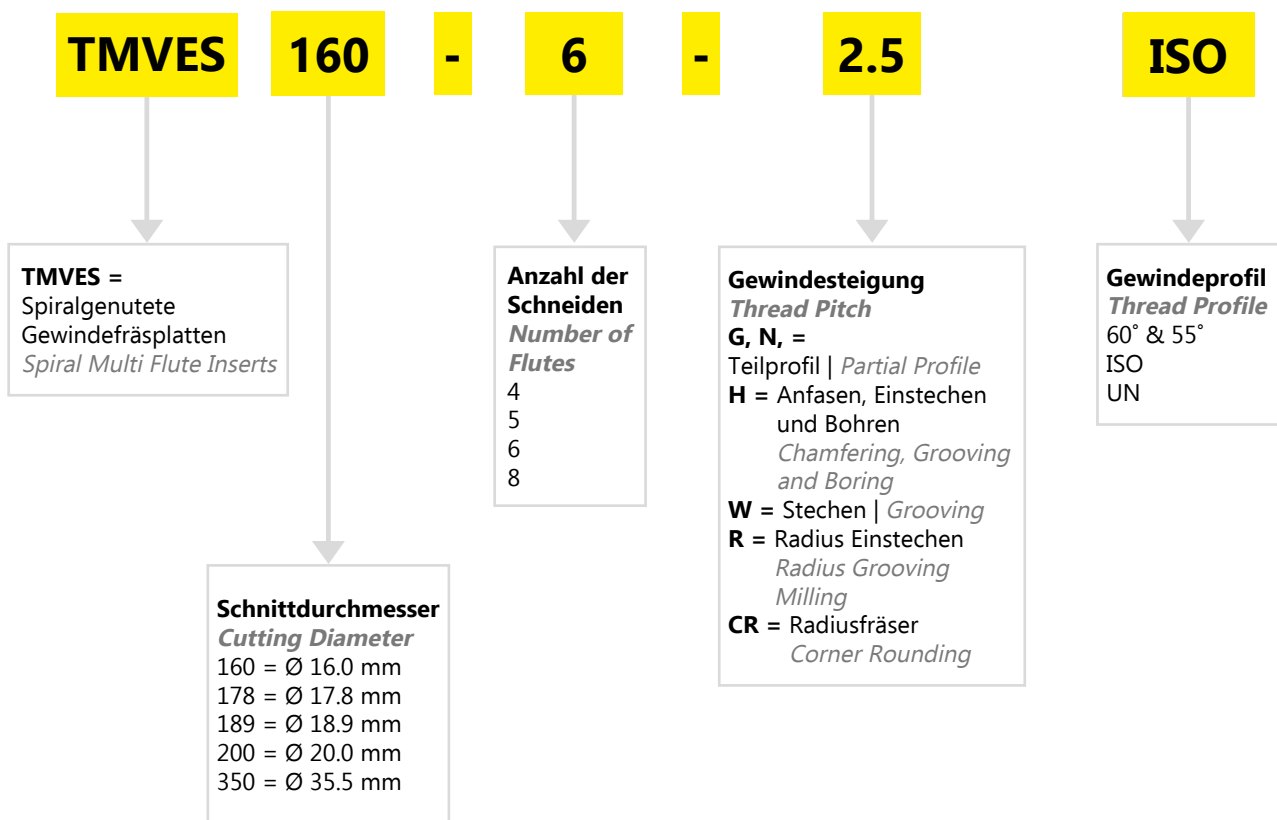 TMVES 160 - 6 - 2.5 ISO
TMVES =
Spiralgenutete
Gewindefräsplatten
Spiral Multi Flute Inserts
Schnittdurchmesser
Cutting Diameter
160 = Ø 16.0 mm
178 = Ø 17.8 mm
189 = Ø 18.9 mm
200 = Ø 20.0 mm
350 = Ø 35.5 mm
Anzahl der
Schneiden
Number of
Flutes
4
5
6
8
Gewindesteigung
Thread Pitch
G, N, =
Teilprofil | Partial Profile
H = Anfasen, Einstechen
und Bohren
Chamfering, Grooving
and Boring
W = Stechen | Grooving
R = Radius Einstechen
Radius Grooving
Milling
CR = Radiusfräser
Corner Rounding
Gewindeprofil
Thread Profile
60° & 55°
ISO
UN